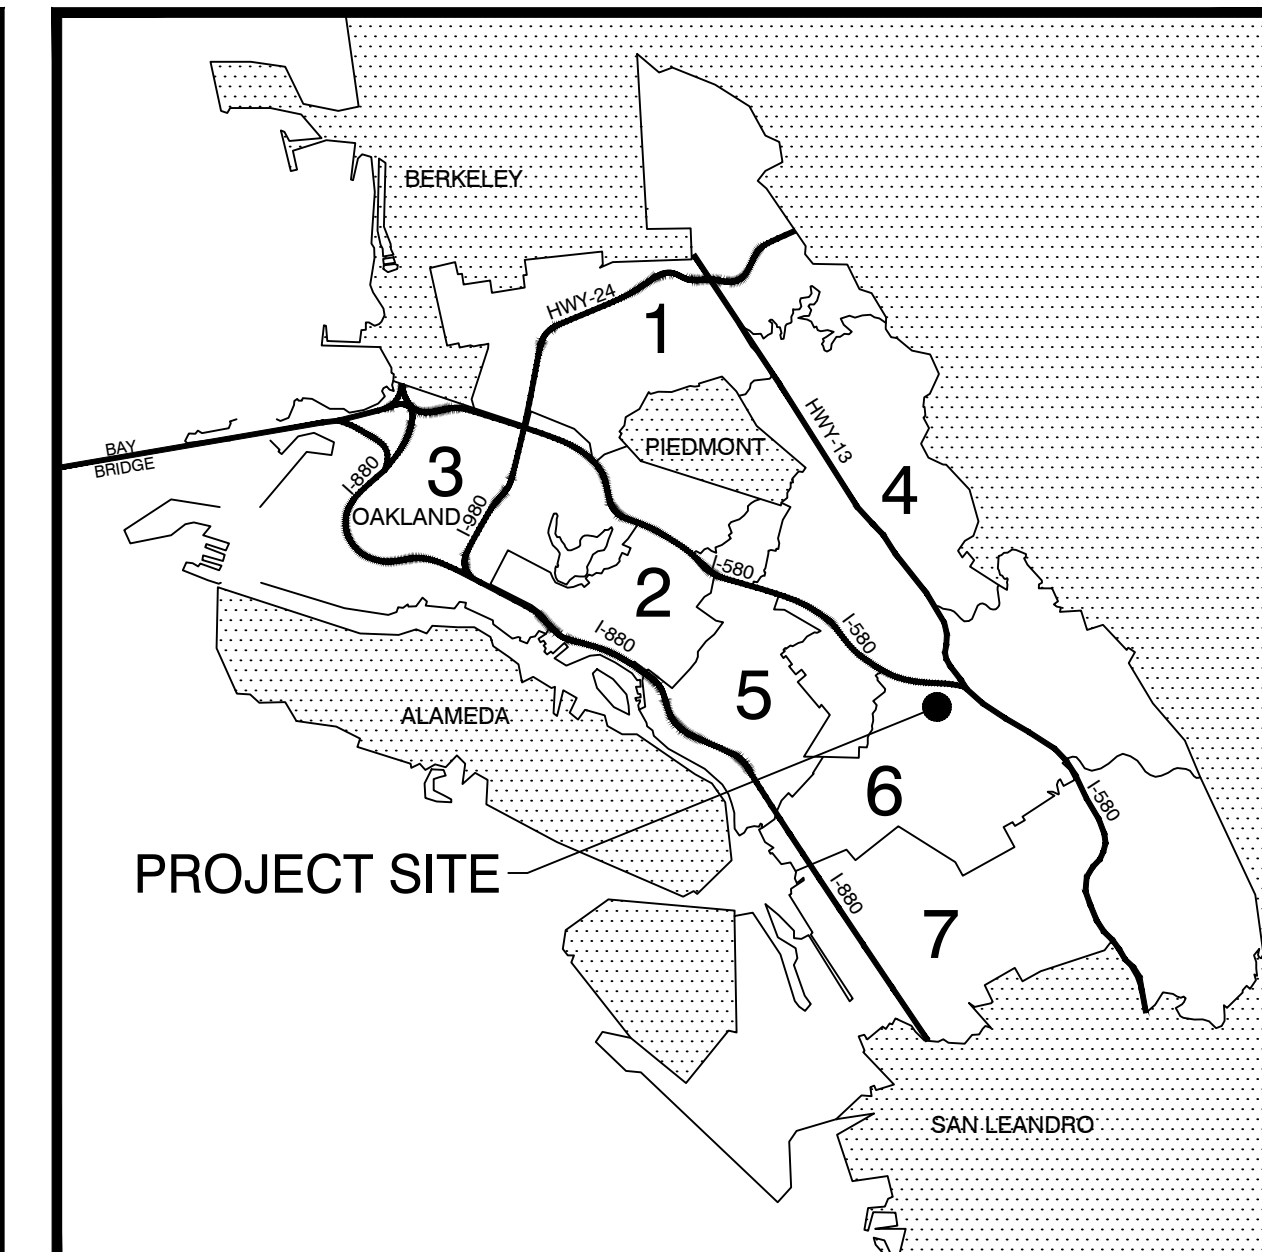 BERKELEY
HWY-24
1
PIEDMONT
HWY-13
BAY
BRIDGE
I-880
3
OAKLAND
I-980
4
I-580
2
I-880
I-580
5
ALAMEDA
6
I-580
PROJECT SITE
I-880
7
SAN LEANDRO